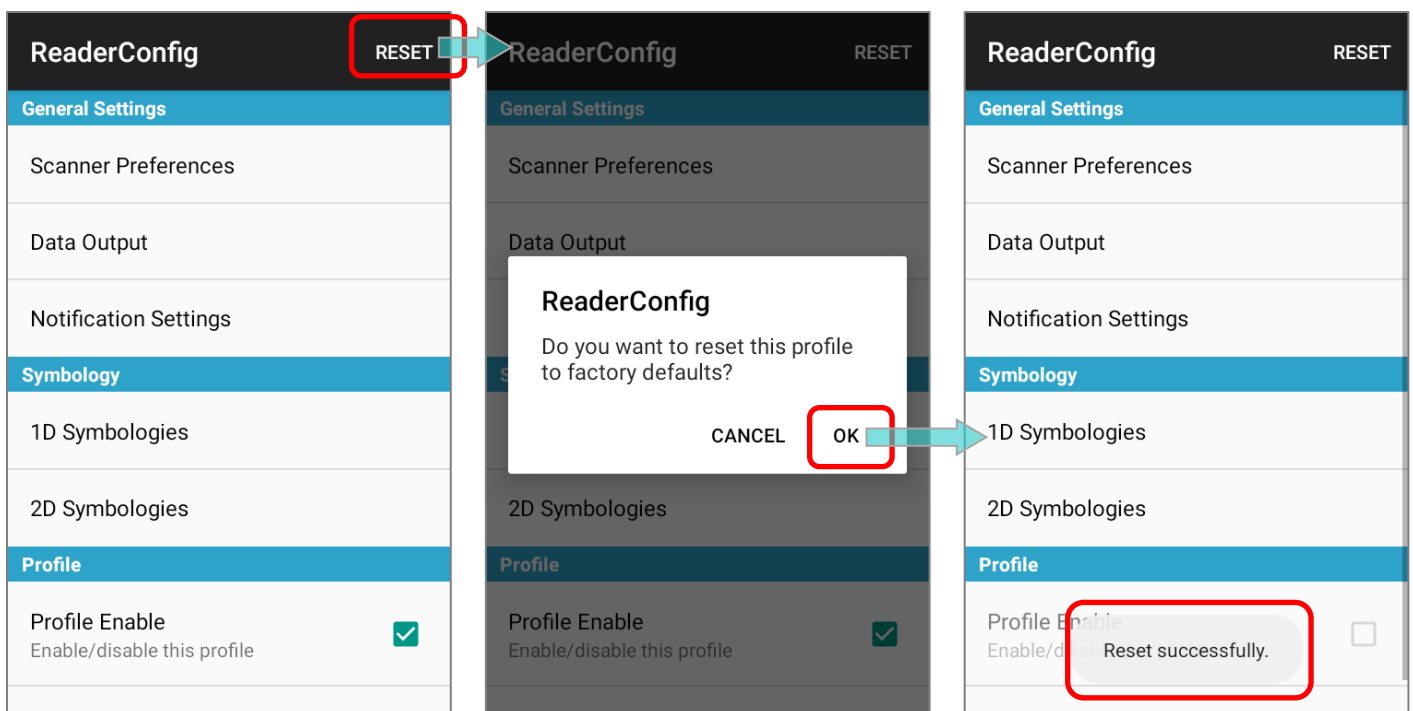 ReaderConfig RESET
General Settings
Scanner Preferences
Data Output
Notification Settings
Symbology
1D Symbologies
2D Symbologies
Profile
Profile Enable
Enable/disable this profile
ReaderConfig RESET
General Settings
Scanner Preferences
Data Output
ReaderConfig
Do you want to reset this profile
to factory defaults?
CANCEL OK
S
2D Symbologies
Profile
Profile Enable
Enable/disable this profile
ReaderConfig RESET
General Settings
Scanner Preferences
Data Output
Notification Settings
Symbology
1D Symbologies
2D Symbologies
Profile
Profile Enable
Enable/d
Reset successfully.